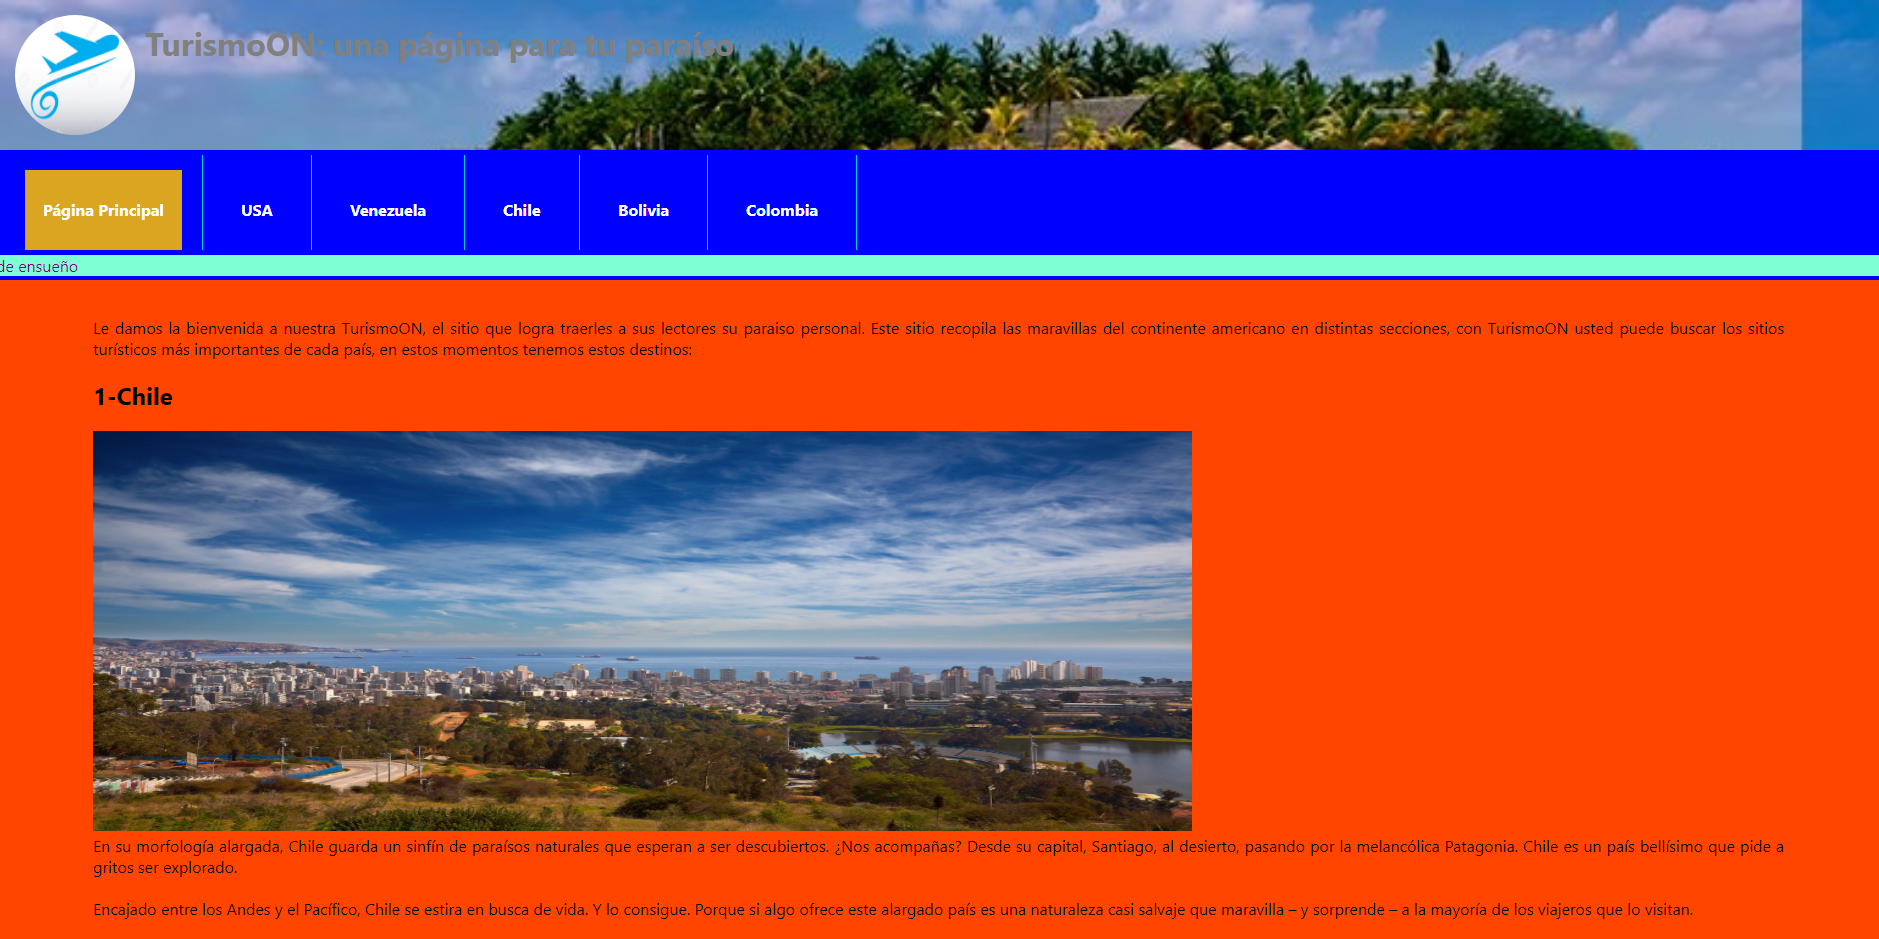 TurismoON: una página para tu paraíso
Página Principal
USA
Venezuela
Chile
Bolivia
Colombia
de ensueño
Le damos la bienvenida a nuestra TurismoON, el sitio que logra traerles a sus lectores su paraiso personal. Este sitio recopila las maravillas del continente americano en distintas secciones, con TurismoON usted puede buscar los sitios
turísticos más importantes de cada país, en estos momentos tenemos estos destinos:
1-Chile
En su morfología alargada, Chile guarda un sinfín de paraísos naturales que esperan a ser descubiertos. ¿Nos acompañas? Desde su capital, Santiago, al desierto, pasando por la melancólica Patagonia. Chile es un país bellísimo que pide a
gritos ser explorado.
Encajado entre los Andes y el Pacífico, Chile se estira en busca de vida. Y lo consigue. Porque si algo ofrece este alargado país es una naturaleza casi salvaje que maravilla – y sorprende – a la mayoría de los viajeros que lo visitan.